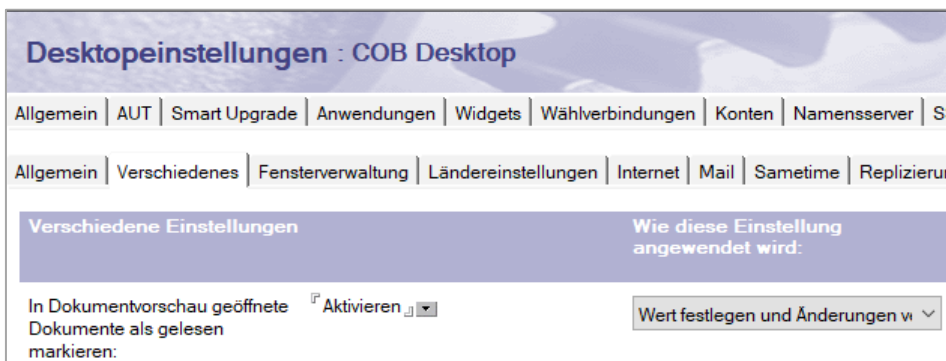 Desktopeinstellungen : COB Desktop
Allgemein AUT Smart Upgrade Anwendungen Widgets Wählverbindungen Konten Namensserver
Allgemein Verschiedenes Fensterverwaltung Ländereinstellungen Internet Mail Sametime
Verschiedene Einstellungen Wie diese Einstellung
angewendet wird:
In Dokumentvorschau geöffnete Aktivieren
Dokumente als gelesen
markieren:
Wert festlegen und Änderungen